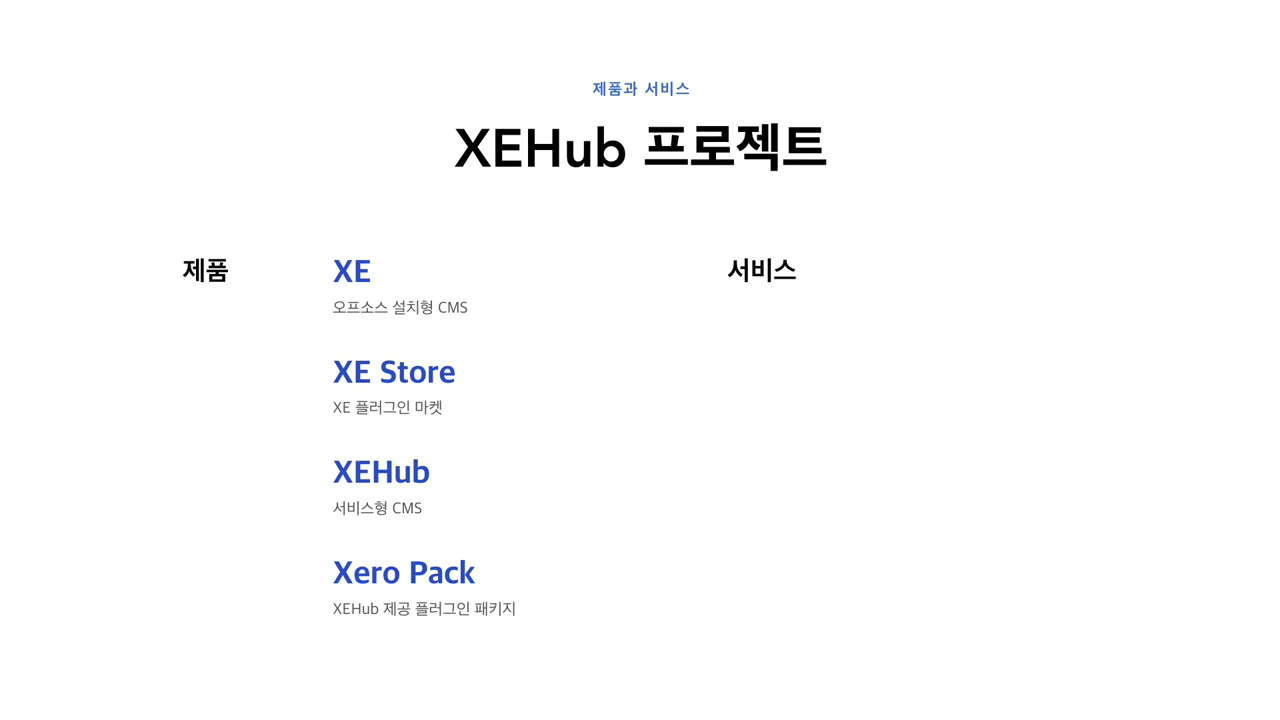 제품과 서비스
XEHub 프로젝트
제품
XE
오프소스 설치형 CMS
XE Store
XE 플러그인 마켓
XEHub
서비스형 CMS
Xero Pack
XEHub 제공 플러그인 패키지
서비스